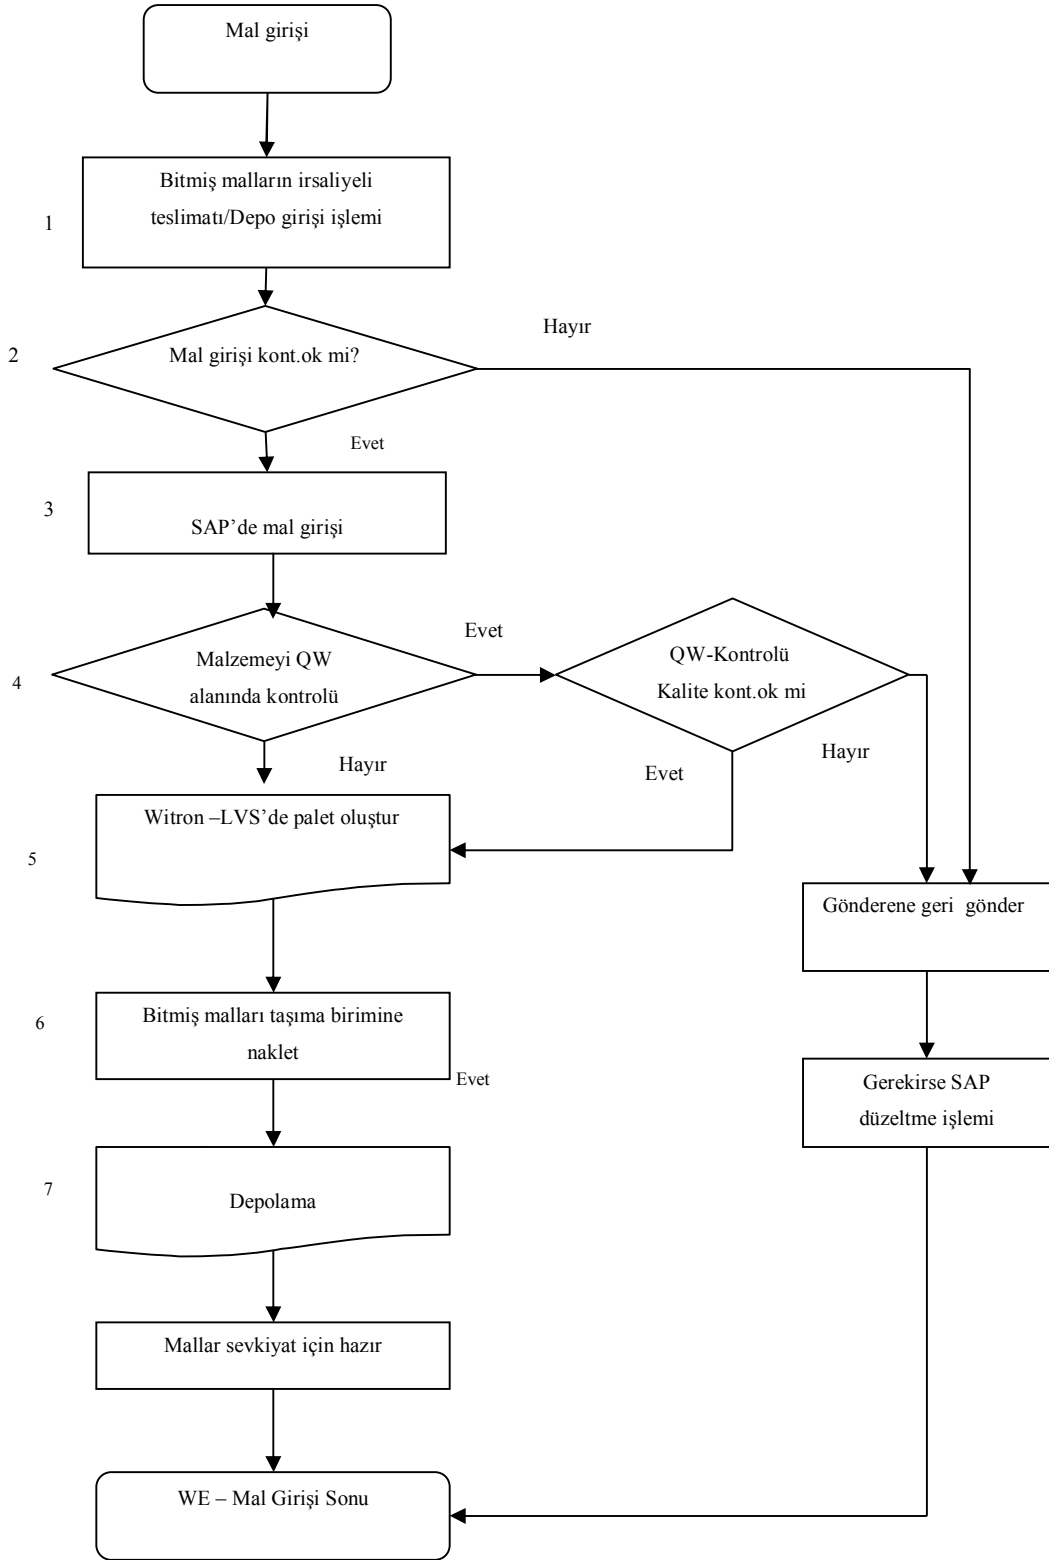 Mal girişi
Bitmiş malların irsaliyeli
teslimatı/Depo girişi işlemi
1
Hayır
Mal girişi kont.ok mi?
2
Evet
3
SAP’de mal girişi
Evet
QW-Kontrolü
Kalite kont.ok mi
Malzemeyi QW
alanında kontrolü
4
Hayır
Hayır
Evet
Witron –LVS’de palet oluştur
5
Gönderene geri  gönder
Bitmiş malları taşıma birimine
naklet
6
Evet
Gerekirse SAP
düzeltme işlemi
7
Depolama
Mallar sevkiyat için hazır
WE – Mal Girişi Sonu